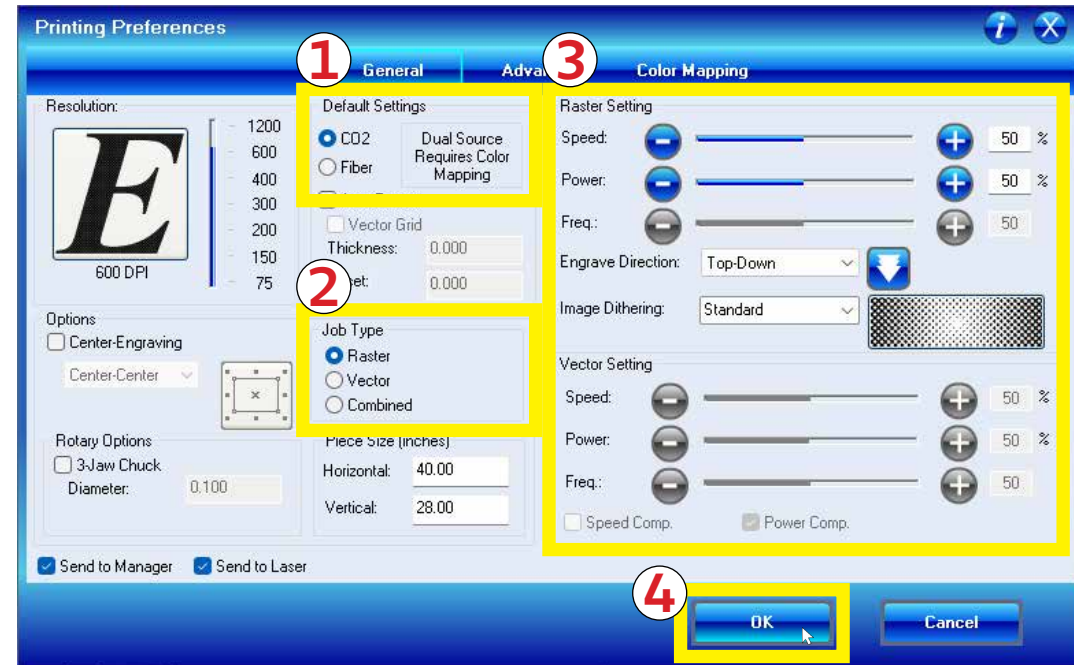 Printing Preferences
i X
1 General Adva 3 Color Mapping
Resolution:
E
600 DPI
1200
600
400
300
200
150
75
Default Settings
CO2
Fiber
Dual Source
Requires Color
Mapping
Vector Grid
Thickness: 0.000
2 set: 0.000
Options
Center-Engraving
Center-Center
Job Type
Raster
Vector
Combined
Rotary Options
3-Jaw Chuck
Diameter: 0.100
Piece Size (inches)
Horizontal: 40.00
Vertical: 28.00
Raster Setting
Speed: 50 %
Power: 50 %
Freq.: 50
Engrave Direction: Top-Down
Image Dithering: Standard
Vector Setting
Speed: 50 %
Power: 50 %
Freq.: 50
Speed Comp. Power Comp.
Send to Manager Send to Laser
4 OK Cancel